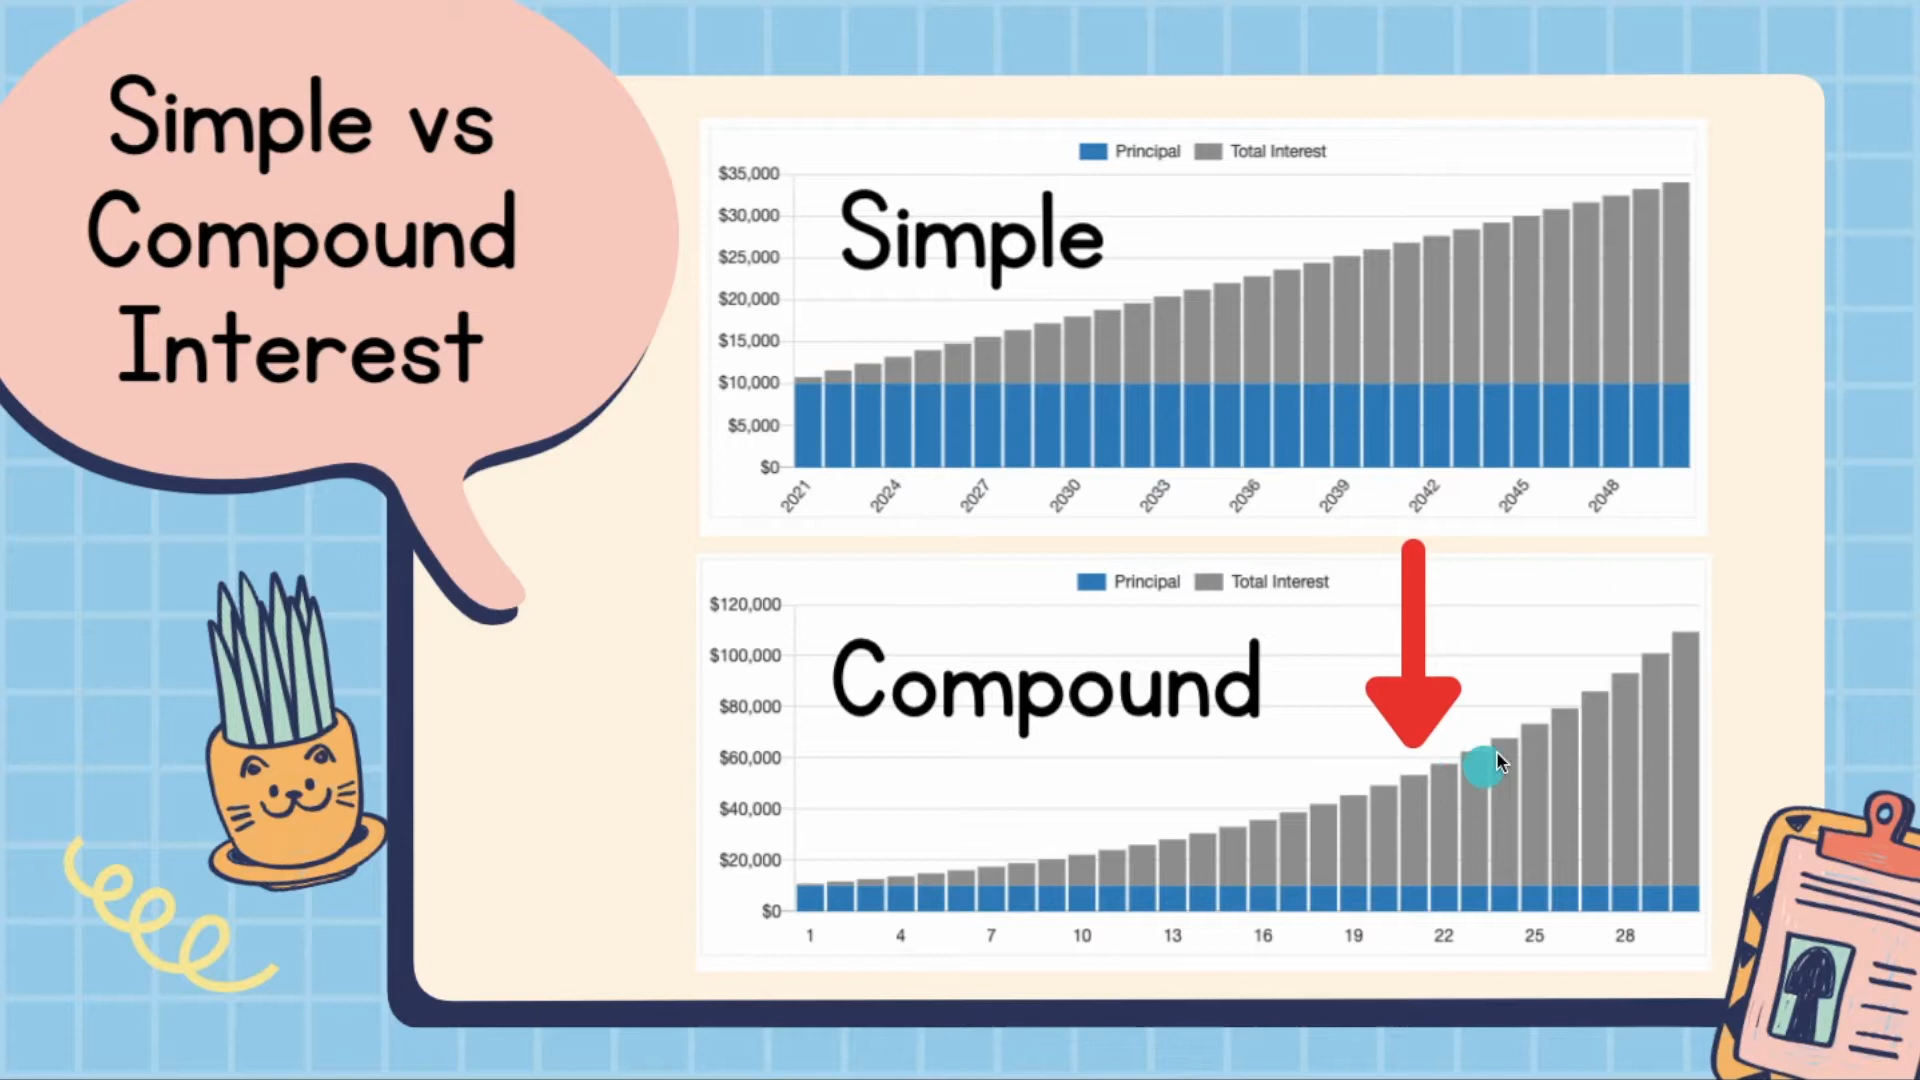 Simple vs
Compound
Interest
Principal Total Interest
Simple
$35,000
$30,000
$25,000
$20,000
$15,000
$10,000
$5,000
$0
2021 2024 2027 2030 2033 2036 2039 2042 2045 2048
Principal Total Interest
Compound
$120,000
$100,000
$80,000
$60,000
$40,000
$20,000
$0
1 4 7 10 13 16 19 22 25 28